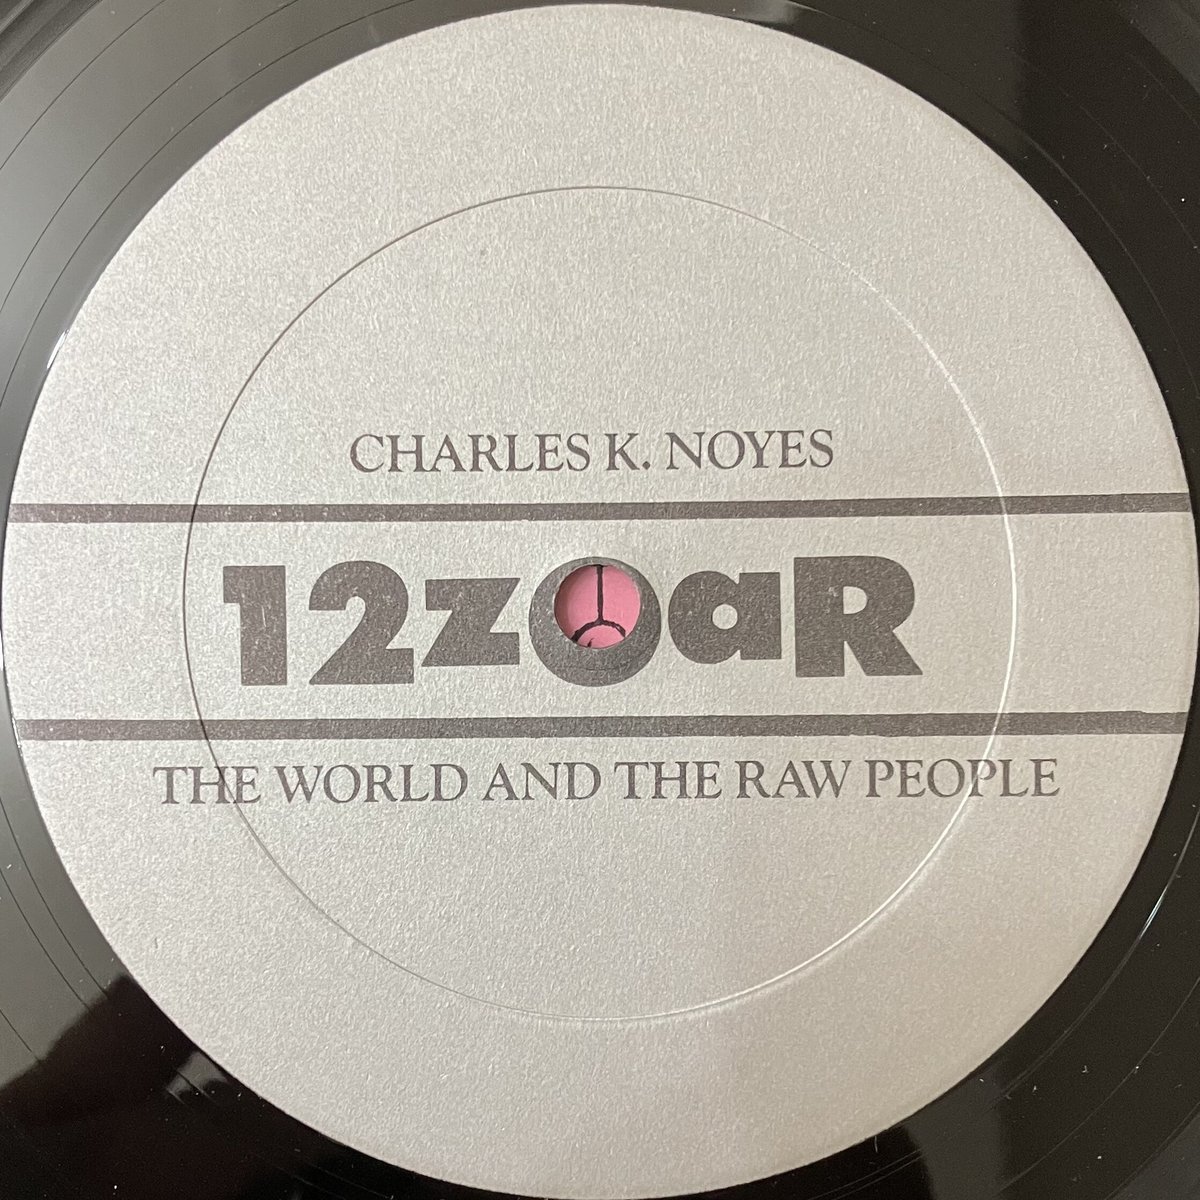 CHARLES K. NOYES
12zOaR
THE WORLD AND THE RAW PEOPLE